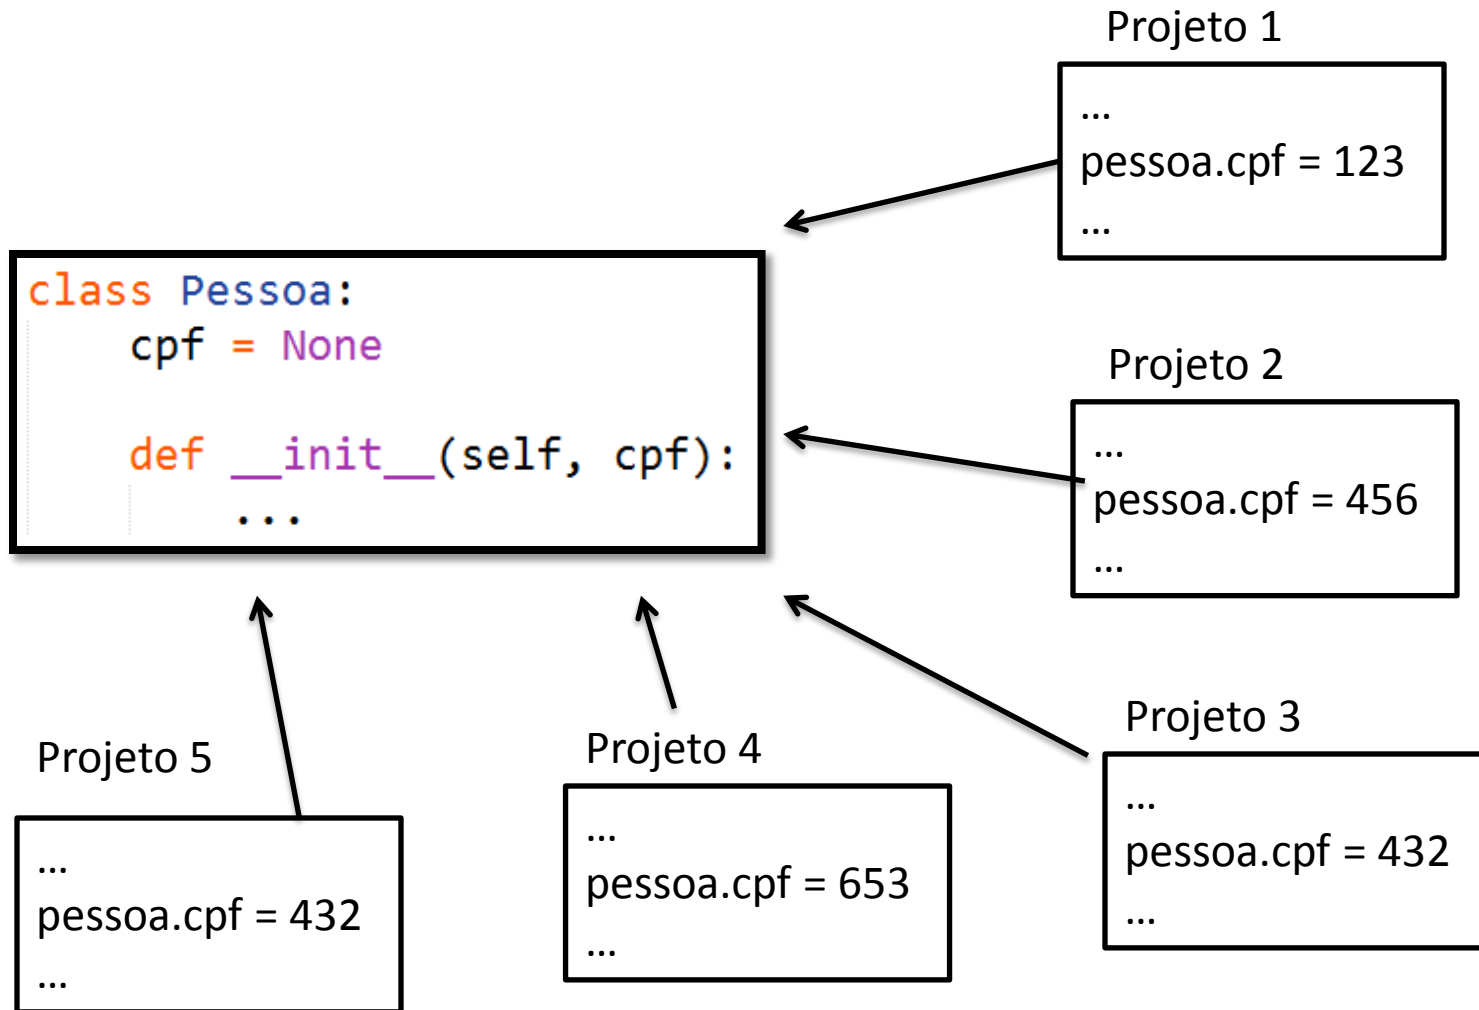 Projeto 1
...
pessoa.cpf = 123
...
class Pessoa:
cpf = None
def __init__(self, cpf):
...
Projeto 2
...
pessoa.cpf = 456
...
Projeto 3
...
pessoa.cpf = 432
...
Projeto 4
...
pessoa.cpf = 653
...
Projeto 5
...
pessoa.cpf = 432
...